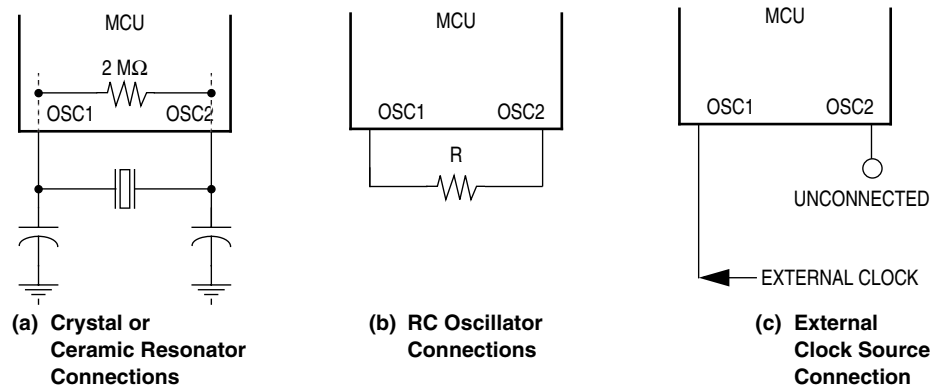 MCU
2 MΩ
OSC1 OSC2
(a) Crystal or
Ceramic Resonator
Connections
MCU
OSC1 OSC2
R
(b) RC Oscillator
Connections
MCU
OSC1 OSC2
UNCONNECTED
EXTERNAL CLOCK
(c) External
Clock Source
Connection